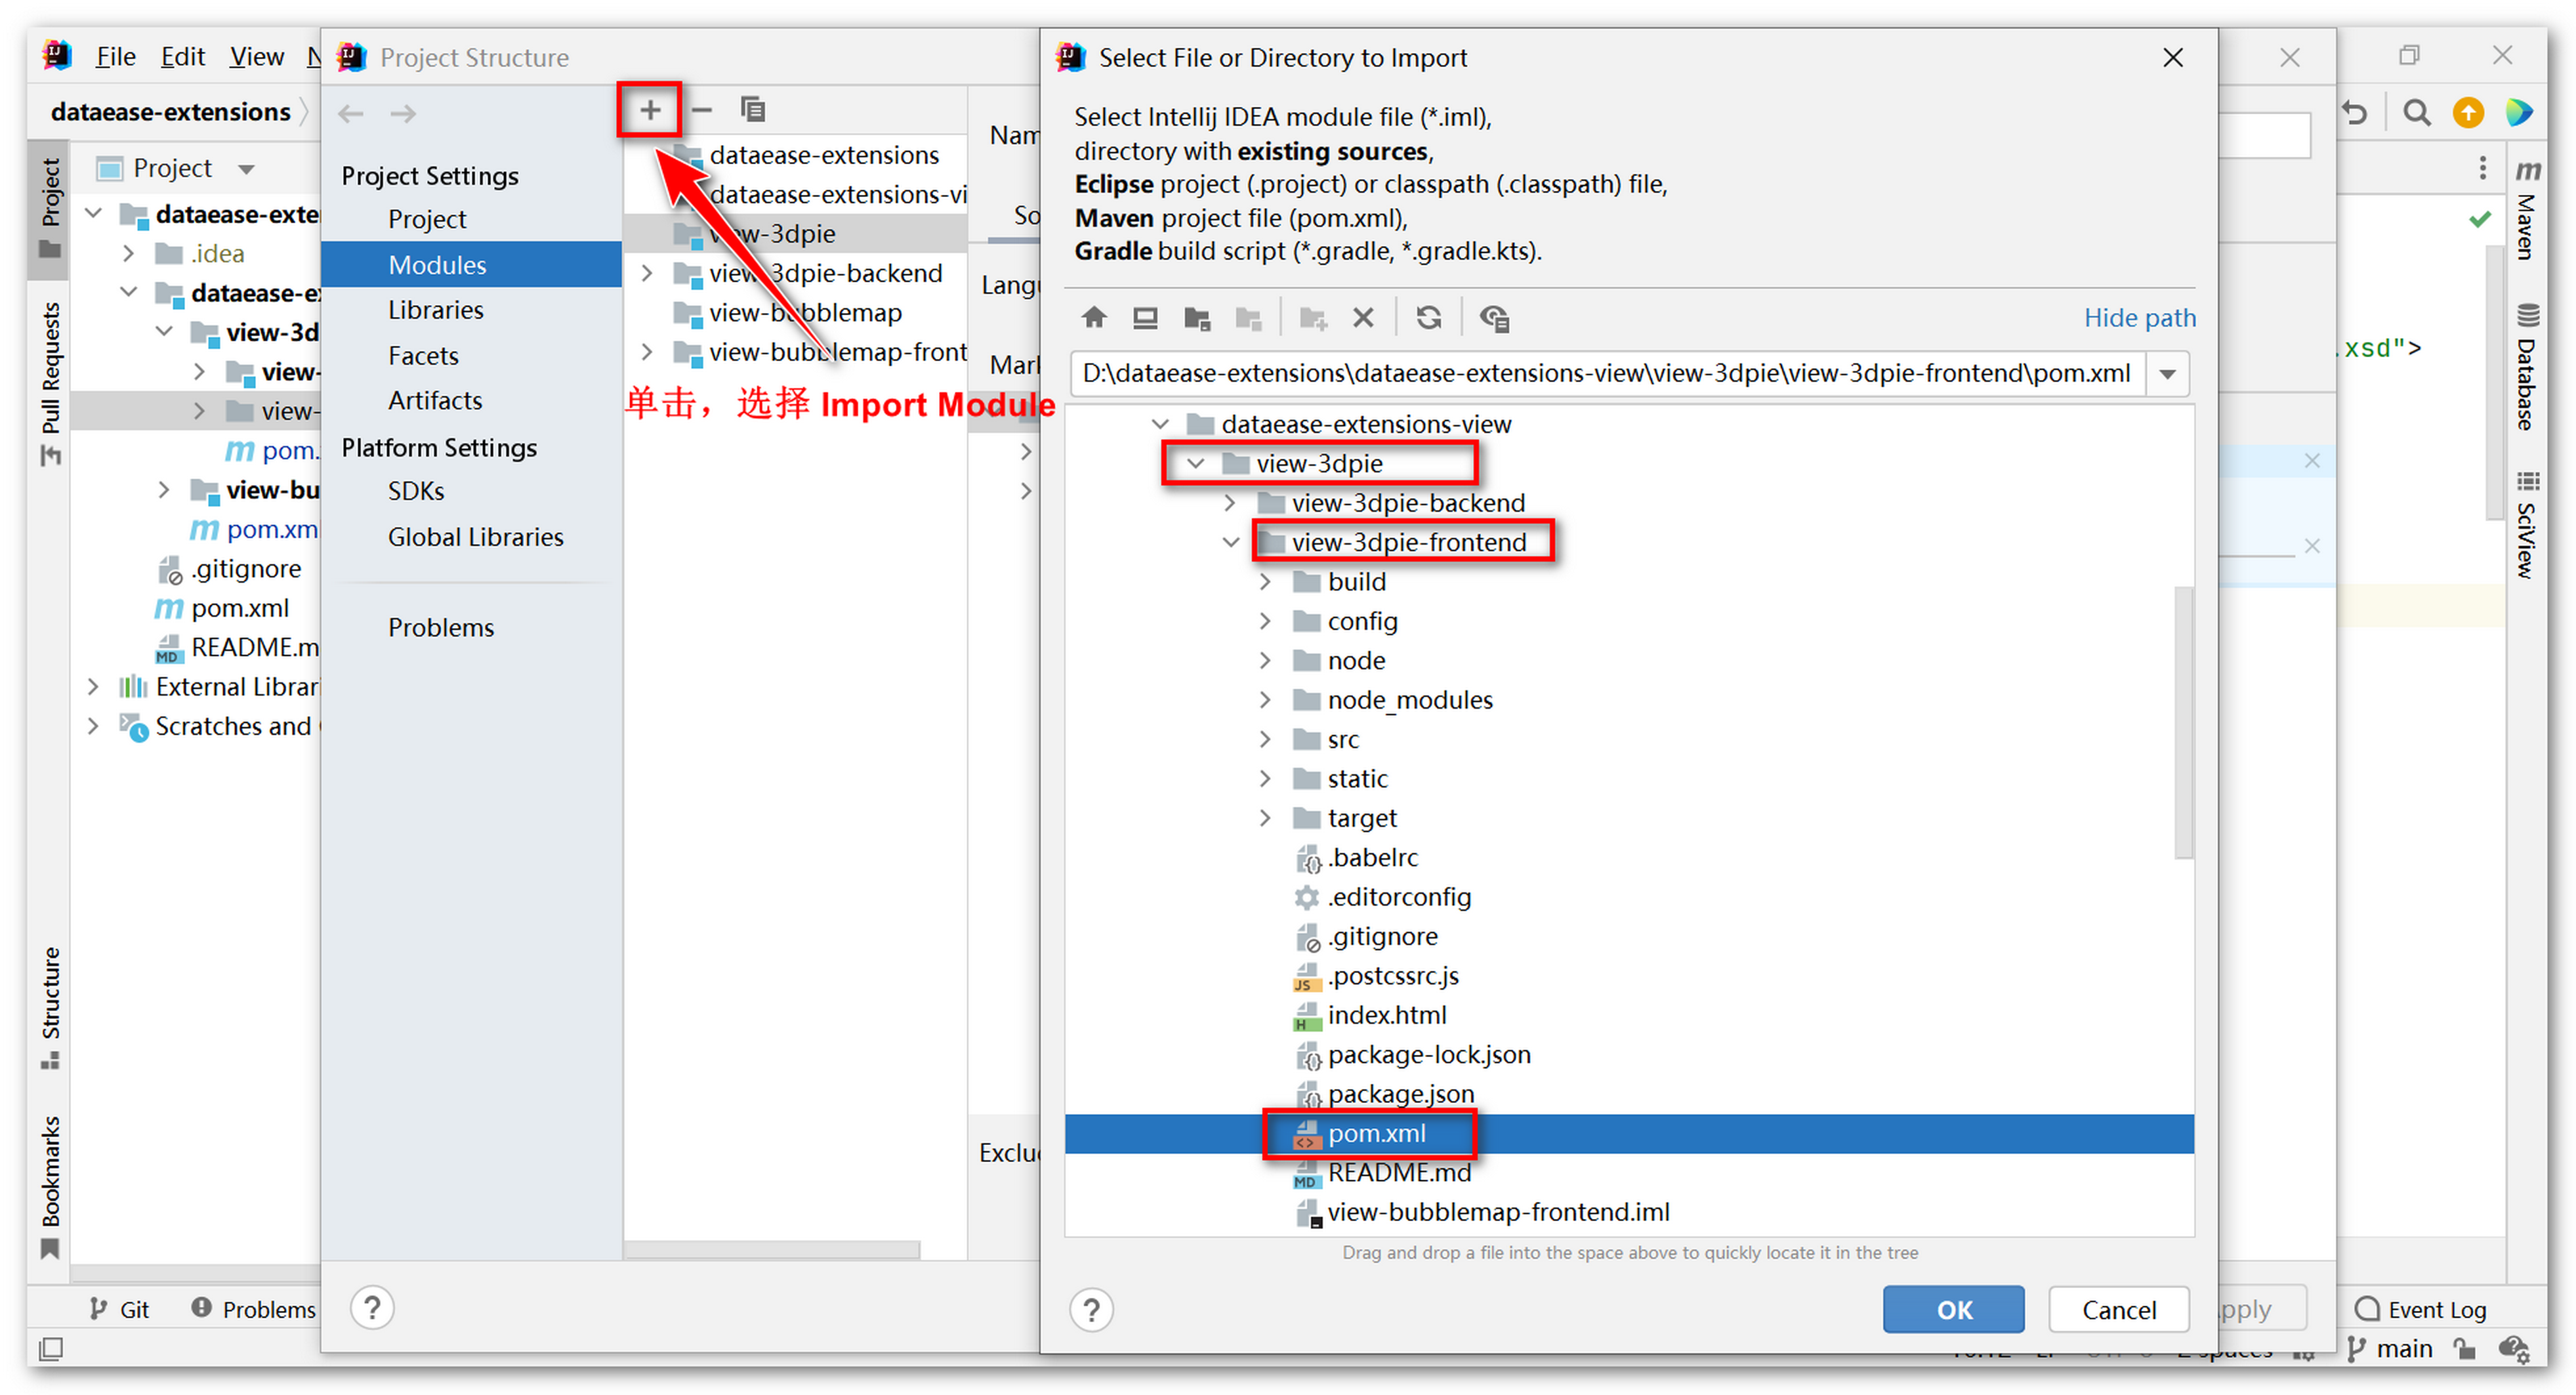 File Edit View N
dataease-extensions
Project
dataease-exte
.idea
dataease-e
view-3d
view-
view-
pom.
view-bu
pom.xm
.gitignore
pom.xml
README.m
External Librari
Scratches and
Project
Pull Requests
Structure
Bookmarks
Git Problems
Project Structure
Project Settings
Project
Modules
Libraries
Facets
Artifacts
Platform Settings
SDKs
Global Libraries
Problems
dataease-extensions
dataease-extensions-vi
view-3dpie
view-3dpie-backend
view-bubblemap
view-bubblemap-front
单击，选择 Import Module
Nam
So
Langu
Mark
Exclu
Select File or Directory to Import
Select Intellij IDEA module file (*.iml),
directory with existing sources,
Eclipse project (.project) or classpath (.classpath) file,
Maven project file (pom.xml),
Gradle build script (*.gradle, *.gradle.kts).
Hide path
D:\dataease-extensions\dataease-extensions-view\view-3dpie\view-3dpie-frontend\pom.xml
dataease-extensions-view
view-3dpie
view-3dpie-backend
view-3dpie-frontend
build
config
node
node_modules
src
static
target
.babelrc
.editorconfig
.gitignore
.postcssrc.js
index.html
package-lock.json
package.json
pom.xml
README.md
view-bubblemap-frontend.iml
Drag and drop a file into the space above to quickly locate it in the tree
OK Cancel
pply
.xsd">
Maven
Database
SciView
Event Log
2 spaces
main